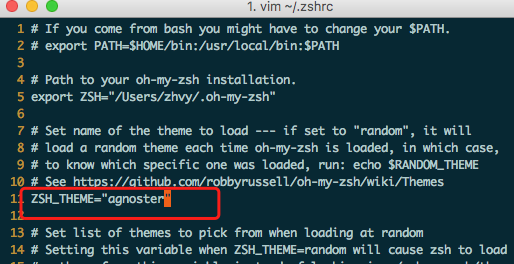 1. vim ~/.zshrc
1 # If you come from bash you might have to change your $PATH.
2 # export PATH=$HOME/bin:/usr/local/bin:$PATH
3
4 # Path to your oh-my-zsh installation.
5 export ZSH="/Users/zhvy/.oh-my-zsh"
6
7 # Set name of the theme to load --- if set to "random", it will
8 # load a random theme each time oh-my-zsh is loaded, in which case,
9 # to know which specific one was loaded, run: echo $RANDOM_THEME
10 # See https://github.com/robbyrussell/oh-my-zsh/wiki/Themes
11 ZSH_THEME="agnoster"
12
13 # Set list of themes to pick from when loading at random
14 # Setting this variable when ZSH_THEME=random will cause zsh to load